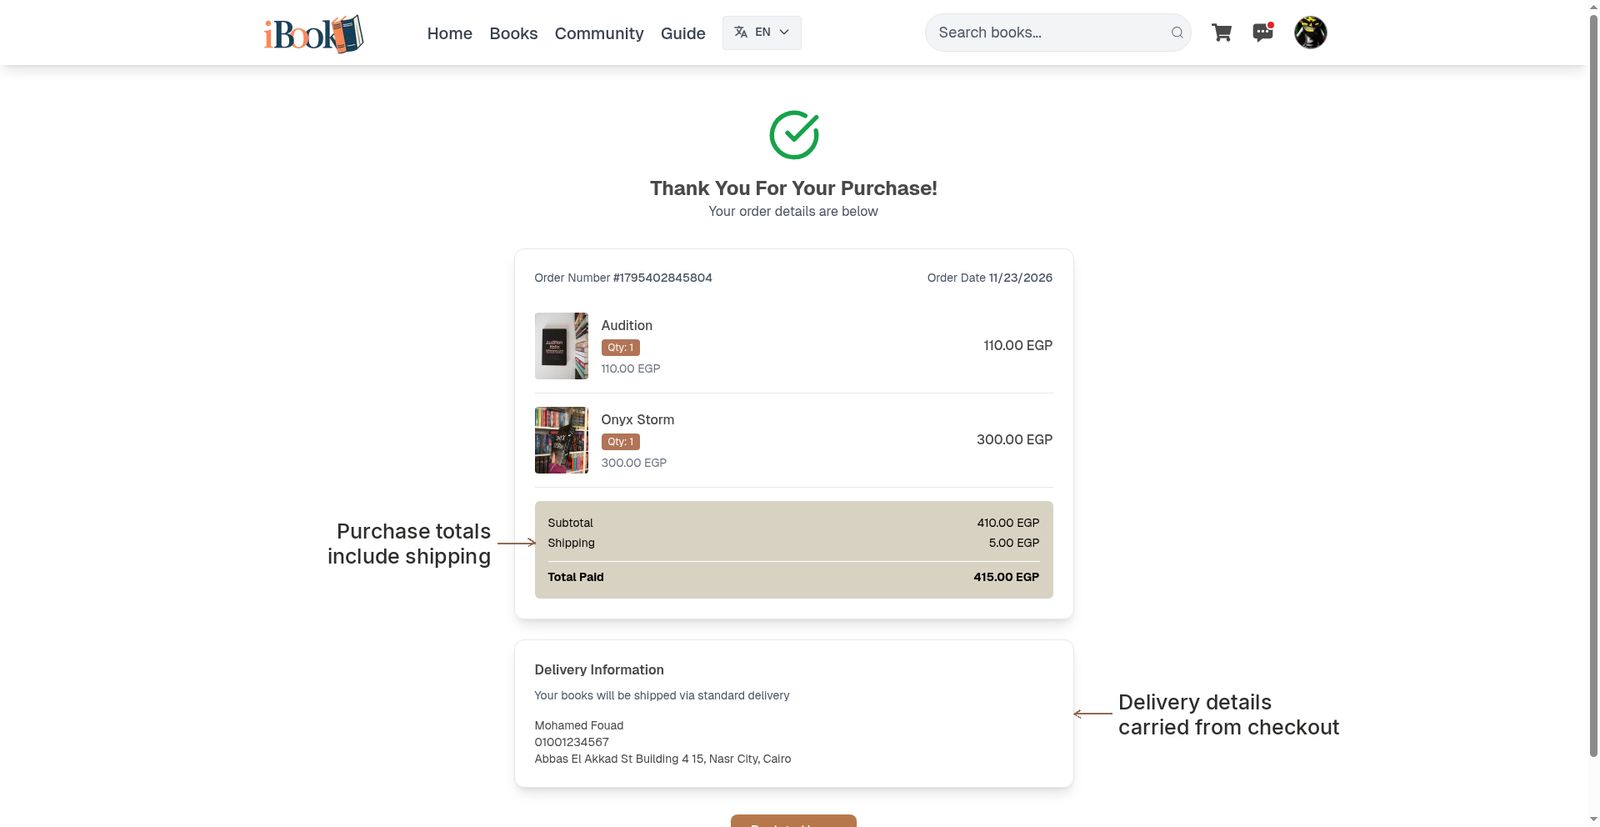 iBook
Home Books Community Guide EN Search books...
Thank You For Your Purchase!
Your order details are below
Order Number #1795402845804 Order Date 11/23/2026
Audition
Qty: 1
110.00 EGP
110.00 EGP
Onyx Storm
Qty: 1
300.00 EGP
300.00 EGP
Purchase totals
include shipping
Subtotal 410.00 EGP
Shipping 5.00 EGP
Total Paid 415.00 EGP
Delivery Information
Your books will be shipped via standard delivery
Mohamed Fouad
01001234567
Abbas El Akkad St Building 4 15, Nasr City, Cairo
Delivery details
carried from checkout